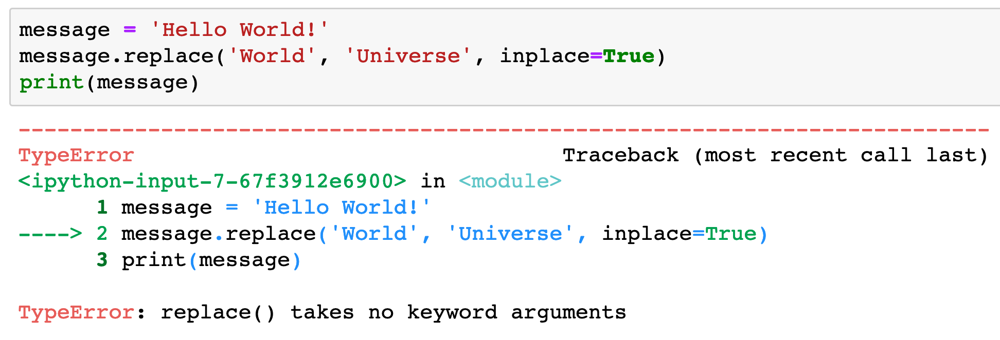 message = 'Hello World!'
message.replace('World', 'Universe', inplace=True)
print(message)
---------------------------------------------------------------------------
TypeError                                 Traceback (most recent call last)
<ipython-input-7-67f3912e6900> in <module>
      1 message = 'Hello World!'
----> 2 message.replace('World', 'Universe', inplace=True)
      3 print(message)
TypeError: replace() takes no keyword arguments